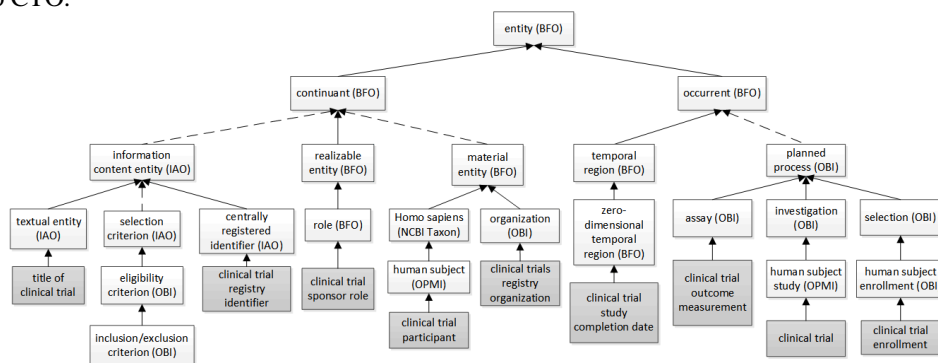 entity (BFO)
continuant (BFO)
occurrent (BFO)
information
content entity (IAO)
realizable
entity (BFO)
material
entity (BFO)
temporal
region (BFO)
planned
process (OBI)
textual entity
(IAO)
selection
criterion (IAO)
centrally
registered
identifier (IAO)
role (BFO)
Homo sapiens
(NCBI Taxon)
organization
(OBI)
zero-
dimensional
temporal
region (BFO)
assay (OBI)
investigation
(OBI)
selection (OBI)
title of
clinical trial
eligibility
criterion (OBI)
clinical trial
registry
identifier
clinical trial
sponsor role
human subject
(OPMI)
clinical trials
registry
organization
clinical trial
study
completion date
clinical trial
outcome
measurement
human subject
study (OPMI)
human subject
enrollment (OBI
inclusion/exclusion
criterion (OBI)
clinical trial
participant
clinical trial
clinical trial
enrollment